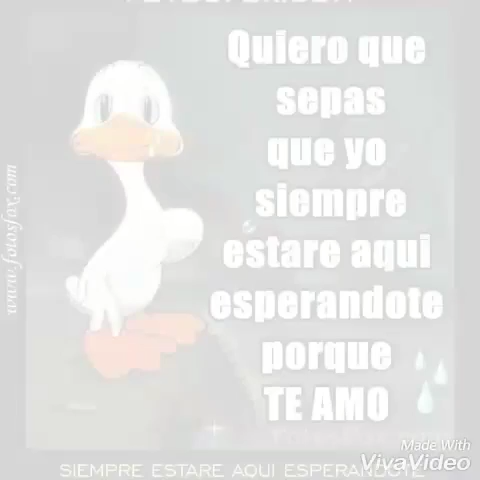 Quiero que
sepas
que yo
siempre
estare aqui
esperandote
porque
TE AMO
www.fotosfox.com
Made With
VivaVideo
SIEMPRE ESTARE AQUI ESPERANDOTE